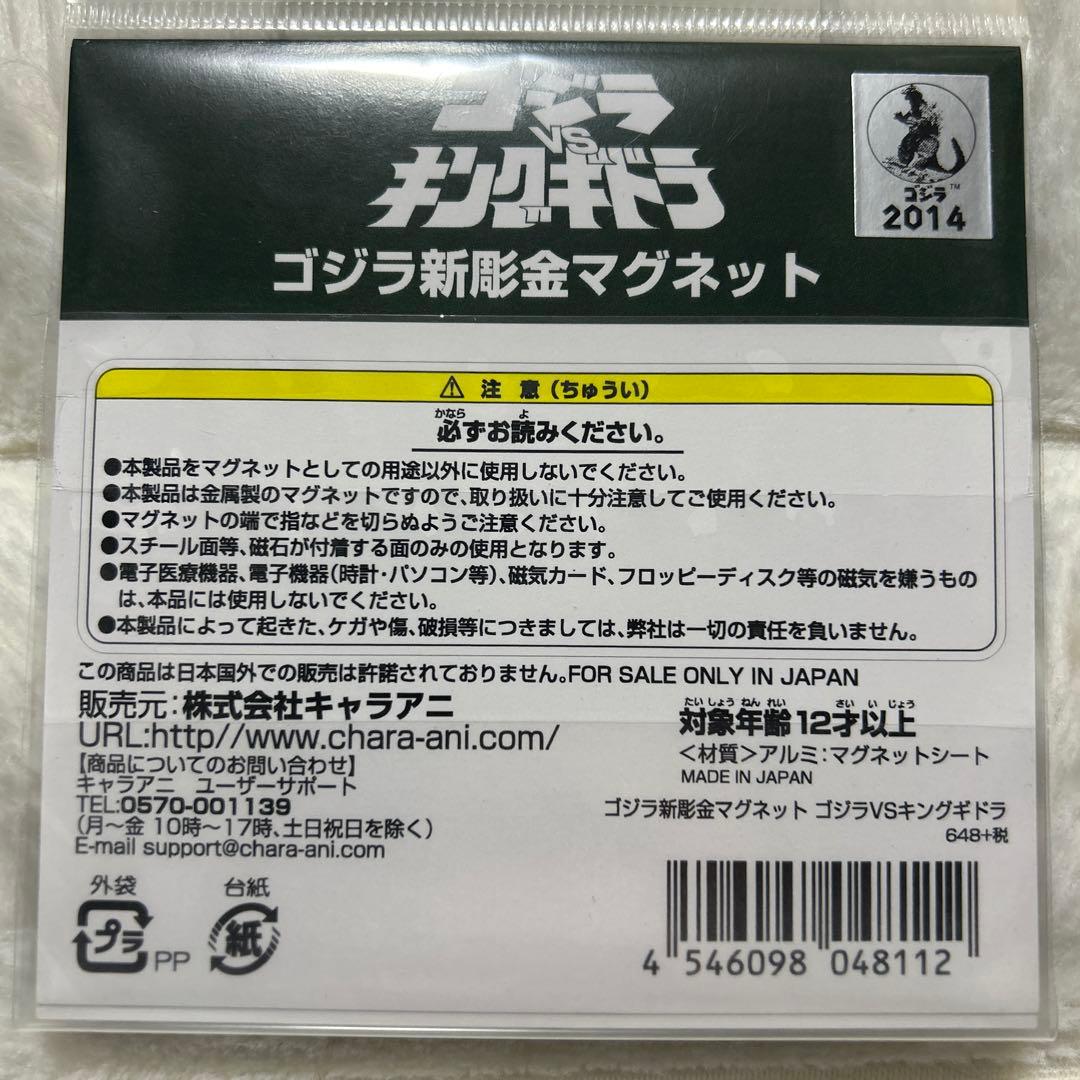 ゴジラ
VS
キングギドラ
ゴジラ™
2014
ゴジラ新彫金マグネット
⚠ 注 意(ちゅうい)
かなら よ
必ずお読みください。
●本製品をマグネットとしての用途以外に使用しないでください。
●本製品は金属製のマグネットですので、取り扱いに十分注意してご使用ください。
●マグネットの端で指などを切らぬようご注意ください。
●スチール面等、磁石が付着する面のみの使用となります。
●電子医療機器、電子機器(時計・パソコン等)、磁気カード、フロッピーディスク等の磁気を嫌うもの
は、本品には使用しないでください。
●本製品によって起きた、ケガや傷、破損等につきましては、弊社は一切の責任を負いません。
この商品は日本国外での販売は許諾されておりません。FOR SALE ONLY IN JAPAN
販売元:株式会社キャラアニ
URL:http//www.chara-ani.com/
【商品についてのお問い合わせ】
キャラアニ ユーザーサポート
TEL:0570-001139
(月～金 10時～17時、土日祝日を除く)
E-mail support@chara-ani.com
たいしょうねんれい さい い じょう
対象年齢12才以上
＜材質＞アルミ:マグネットシート
MADE IN JAPAN
ゴジラ新彫金マグネット ゴジラVSキングギドラ
648+税
外袋
プラ
PP
台紙
紙
4 546098 048112